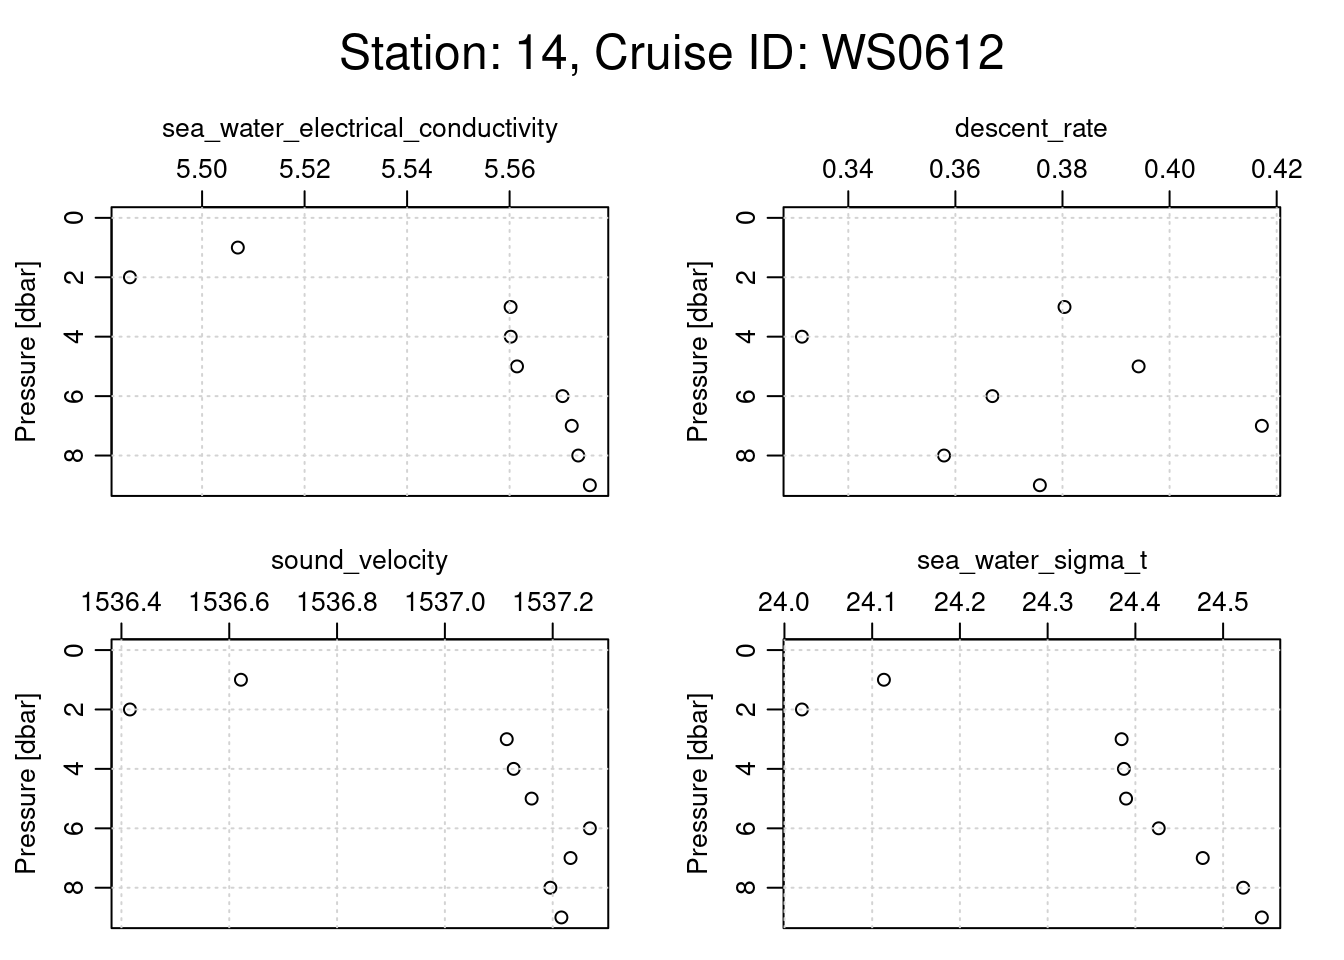 Station: 14, Cruise ID: WS0612
sea_water_electrical_conductivity
5.50 5.52 5.54 5.56
Pressure [dbar]
0
2
4
6
8
descent_rate
0.34 0.36 0.38 0.40 0.42
Pressure [dbar]
0
2
4
6
8
sound_velocity
1536.4 1536.6 1536.8 1537.0 1537.2
Pressure [dbar]
0
2
4
6
8
sea_water_sigma_t
24.0 24.1 24.2 24.3 24.4 24.5
Pressure [dbar]
0
2
4
6
8